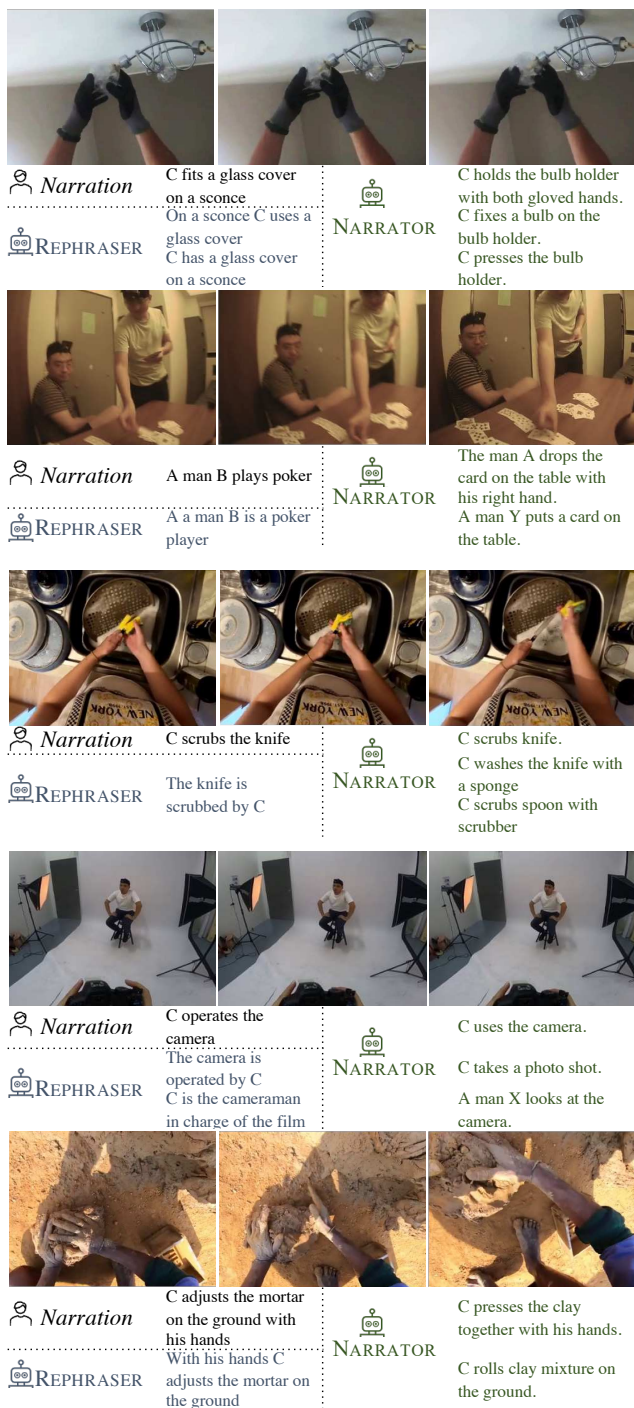 Narration
C fits a glass cover
on a sconce
REPHRASER
On a sconce C uses a
glass cover
C has a glass cover
on a sconce
NARRATOR
C holds the bulb holder
with both gloved hands.
C fixes a bulb on the
bulb holder.
C presses the bulb
holder.
Narration
A man B plays poker
REPHRASER
A a man B is a poker
player
NARRATOR
The man A drops the
card on the table with
his right hand.
A man Y puts a card on
the table.
NEW YORK
NEW YORK
NEW YORK
Narration
C scrubs the knife
REPHRASER
The knife is
scrubbed by C
NARRATOR
C scrubs knife.
C washes the knife with
a sponge
C scrubs spoon with
scrubber
Narration
C operates the
camera
REPHRASER
The camera is
operated by C
C is the cameraman
in charge of the film
NARRATOR
C uses the camera.
C takes a photo shot.
A man X looks at the
camera.
Narration
C adjusts the mortar
on the ground with
his hands
REPHRASER
With his hands C
adjusts the mortar on
the ground
NARRATOR
C presses the clay
together with his hands.
C rolls clay mixture on
the ground.